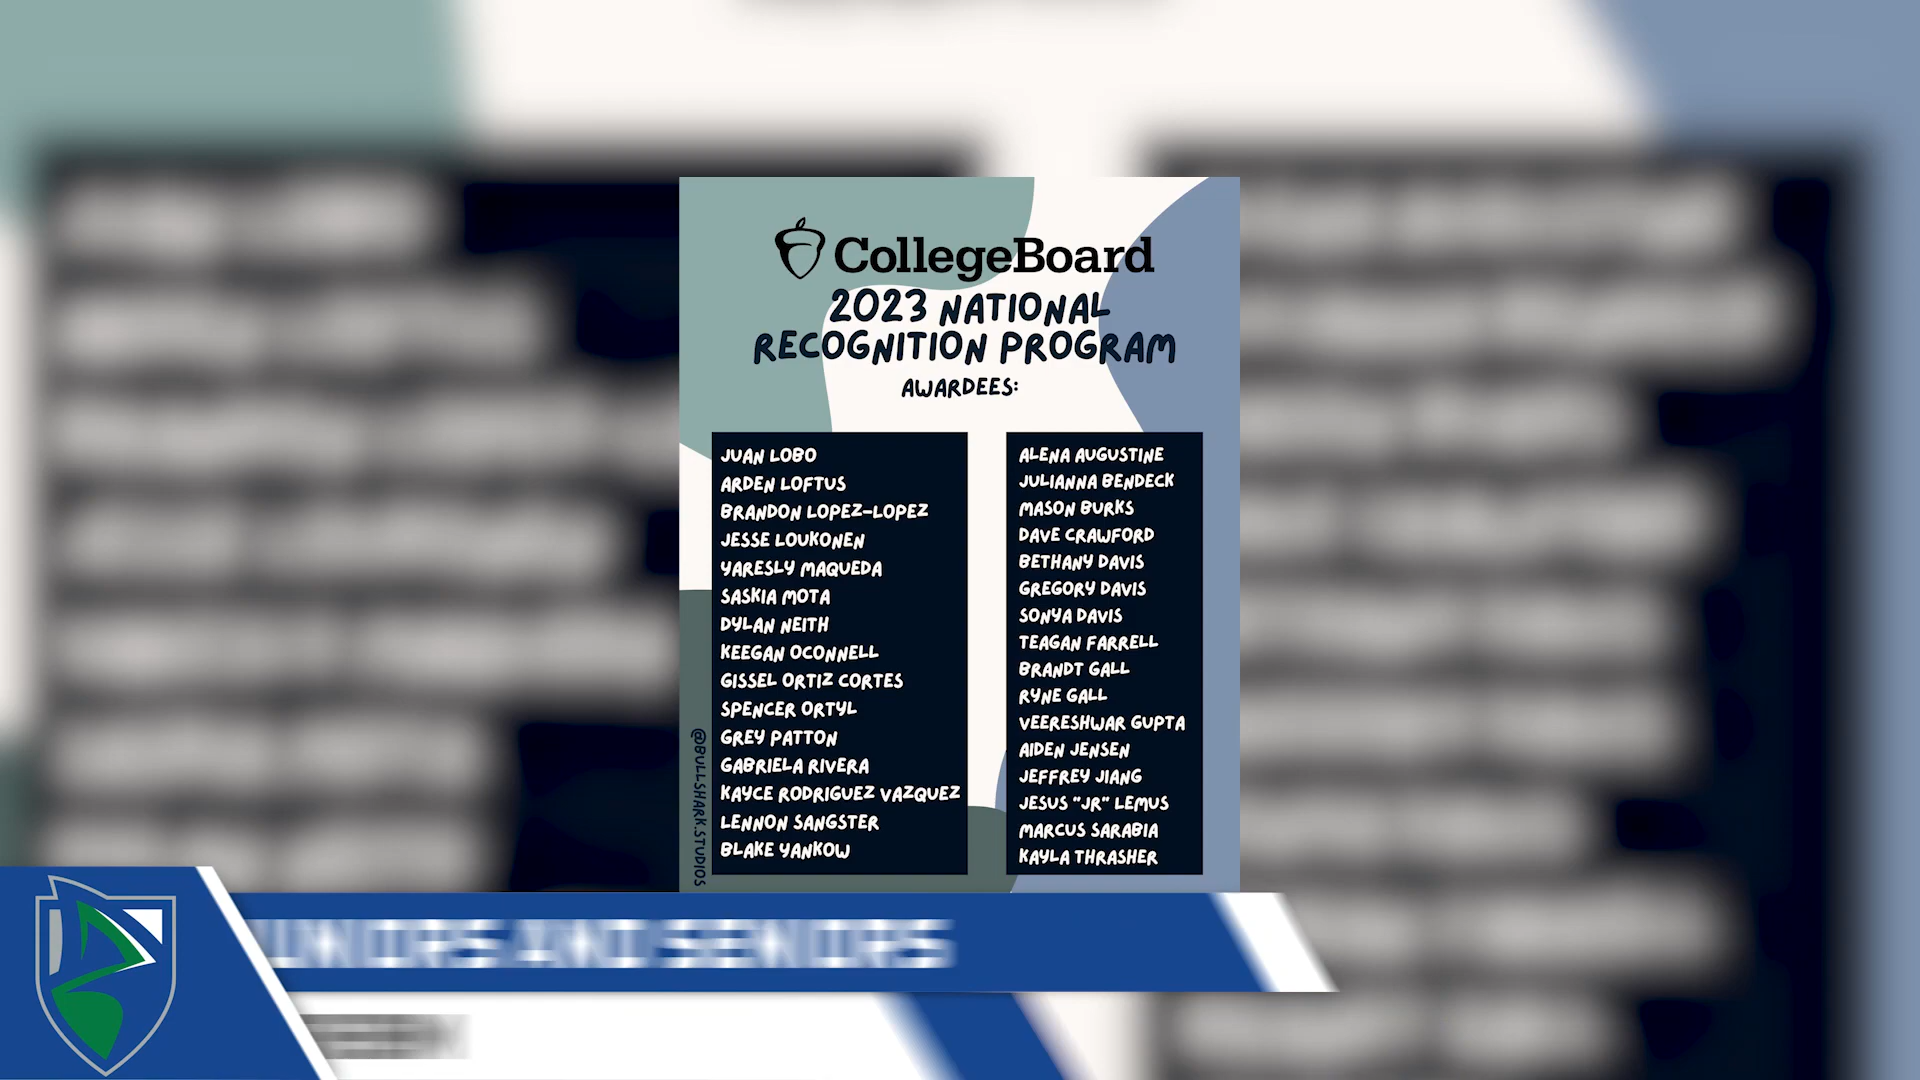 CollegeBoard
2023 NATIONAL
RECOGNITION PROGRAM
AWARDEES:
JUAN LOBO
ARDEN LOFTUS
BRANDON LOPEZ-LOPEZ
JESSE LOUKONEN
YARESLY MAQUEDA
SASKIA MOTA
DYLAN NEITH
KEEGAN OCONNELL
GISSEL ORTIZ CORTES
SPENCER ORTYL
GREY PATTON
GABRIELA RIVERA
KAYCE RODRIGUEZ VAZQUEZ
LENNON SANGSTER
BLAKE YANKOW
ALENA AUGUSTINE
JULIANNA BENDECK
MASON BURKS
DAVE CRAWFORD
BETHANY DAVIS
GREGORY DAVIS
SONYA DAVIS
TEAGAN FARRELL
BRANDT GALL
RYNE GALL
VEERESHWAR GUPTA
AIDEN JENSEN
JEFFREY JIANG
JESUS "JR" LEMUS
MARCUS SARABIA
KAYLA THRASHER
@BULLSHARK.STUDIOS
AND SENIORS